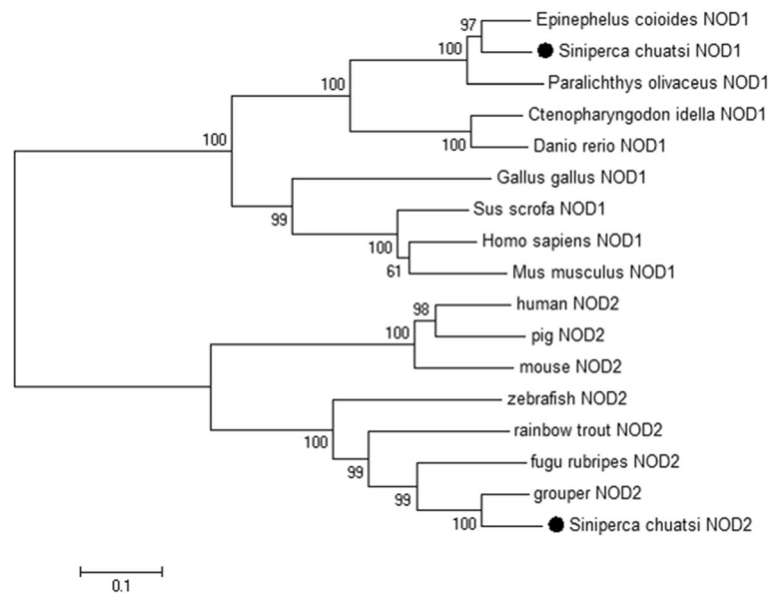 97
Epinephelus coioides NOD1
100
Siniperca chuatsi NOD1
Paralichthys olivaceus NOD1
100
Ctenopharyngodon idella NOD1
100
Danio rerio NOD1
100
Gallus gallus NOD1
99
Sus scrofa NOD1
100
Homo sapiens NOD1
61
Mus musculus NOD1
98
human NOD2
100
pig NOD2
mouse NOD2
zebrafish NOD2
100
rainbow trout NOD2
99
fugu rubripes NOD2
99
grouper NOD2
100
Siniperca chuatsi NOD2
0.1